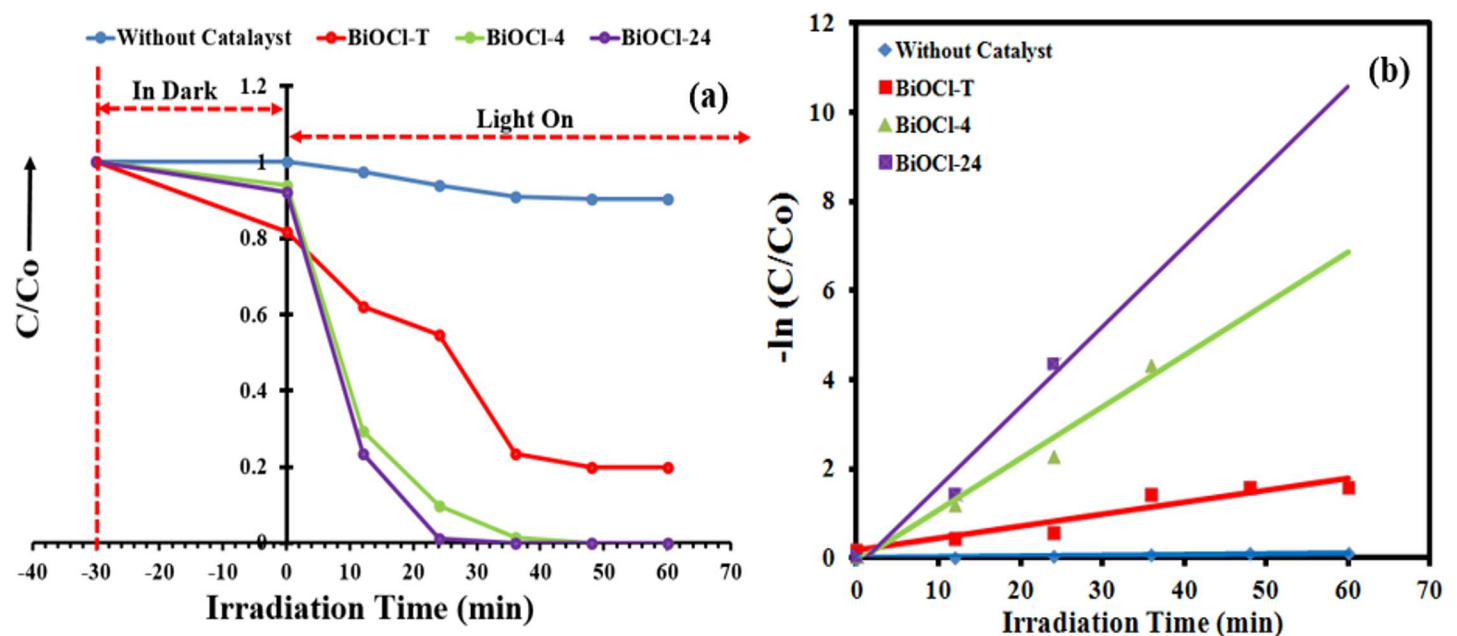 Without Catalayst BiOCl-T BiOCl-4 BiOCl-24
In Dark
Light On
(a)
1.2
1
0.8
0.6
0.4
0.2
0
C/Co
-40 -30 -20 -10 0 10 20 30 40 50 60 70
Irradiation Time (min)
(b)
Without Catalyst
BiOCl-T
BiOCl-4
BiOCl-24
12
10
8
6
4
2
0
-ln (C/Co)
0 10 20 30 40 50 60 70
Irradiation Time (min)